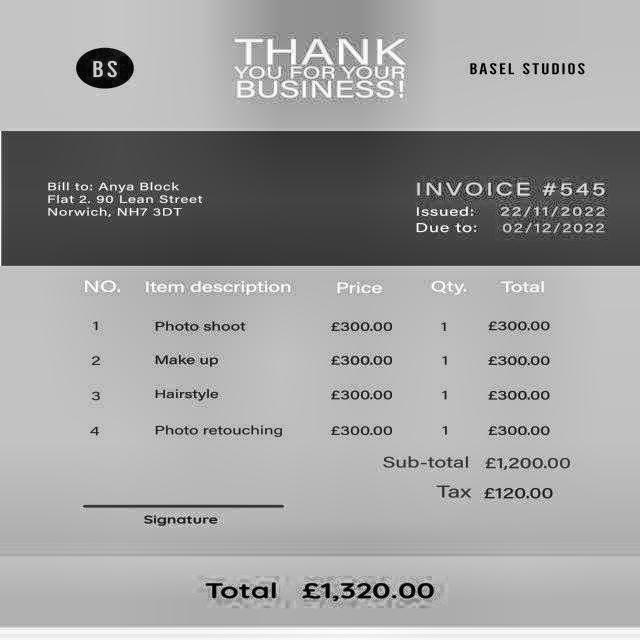 BS
THANK
YOU FOR YOUR
BUSINESS!
BASEL STUDIOS
Bill to: Anya Block
Flat 2. 90 Lean Street
Norwich, NH7 3DT
INVOICE #545
Issued: 22/11/2022
Due to: 02/12/2022
NO. Item description Price Qty. Total
1 Photo shoot £300.00 1 £300.00
2 Make up £300.00 1 £300.00
3 Hairstyle £300.00 1 £300.00
4 Photo retouching £300.00 1 £300.00
Sub-total £1,200.00
Tax £120.00
Signature
Total £1,320.00